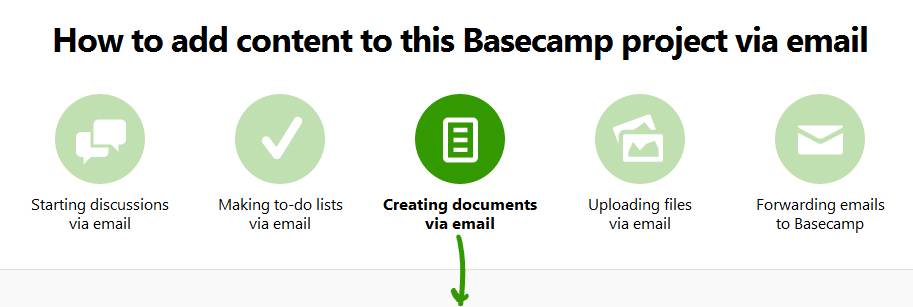 How to add content to this Basecamp project via email
Starting discussions
via email
Making to-do lists
via email
Creating documents
via email
Uploading files
via email
Forwarding emails
to Basecamp